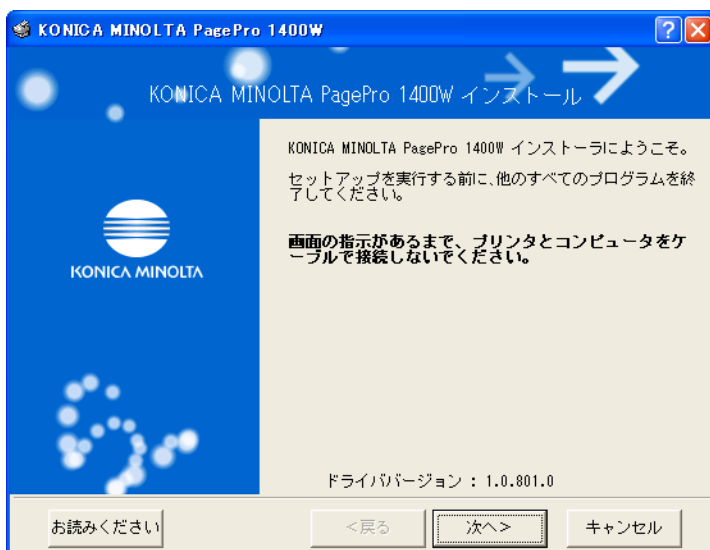 KONICA MINOLTA PagePro 1400W
KONICA MINOLTA PagePro 1400W インストール
KONICA MINOLTA PagePro 1400W インストーラにようこそ。
セットアップを実行する前に、他のすべてのプログラムを終
了してください。
画面の指示があるまで、プリンタとコンピュータをケ
ーブルで接続しないでください。
KONICA MINOLTA
ドライババージョン : 1.0.801.0
お読みください
<戻る
次へ>
キャンセル